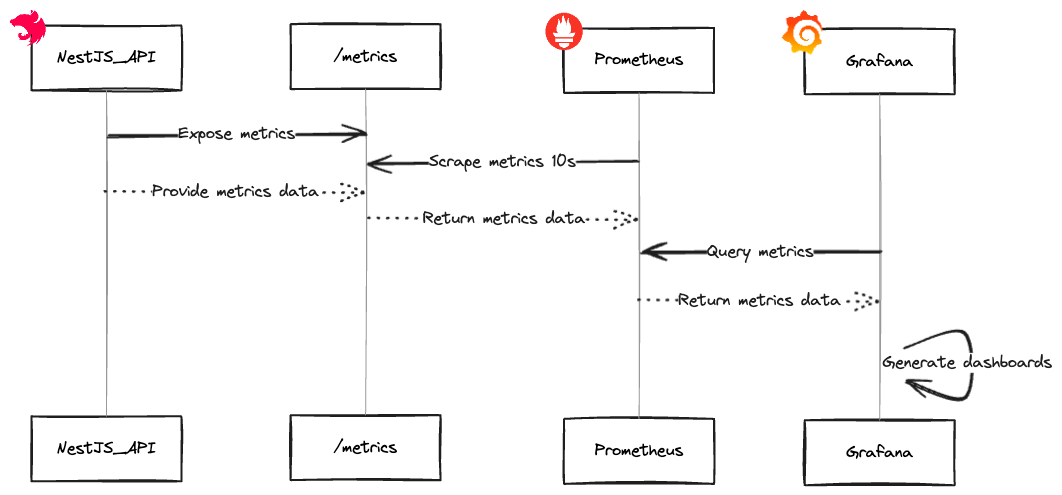 NestJS_API
/metrics
Prometheus
Grafana
Expose metrics
Scrape metrics 10s
Provide metrics data
Return metrics data
Query metrics
Return metrics data
Generate dashboards
NestJS_API
/metrics
Prometheus
Grafana